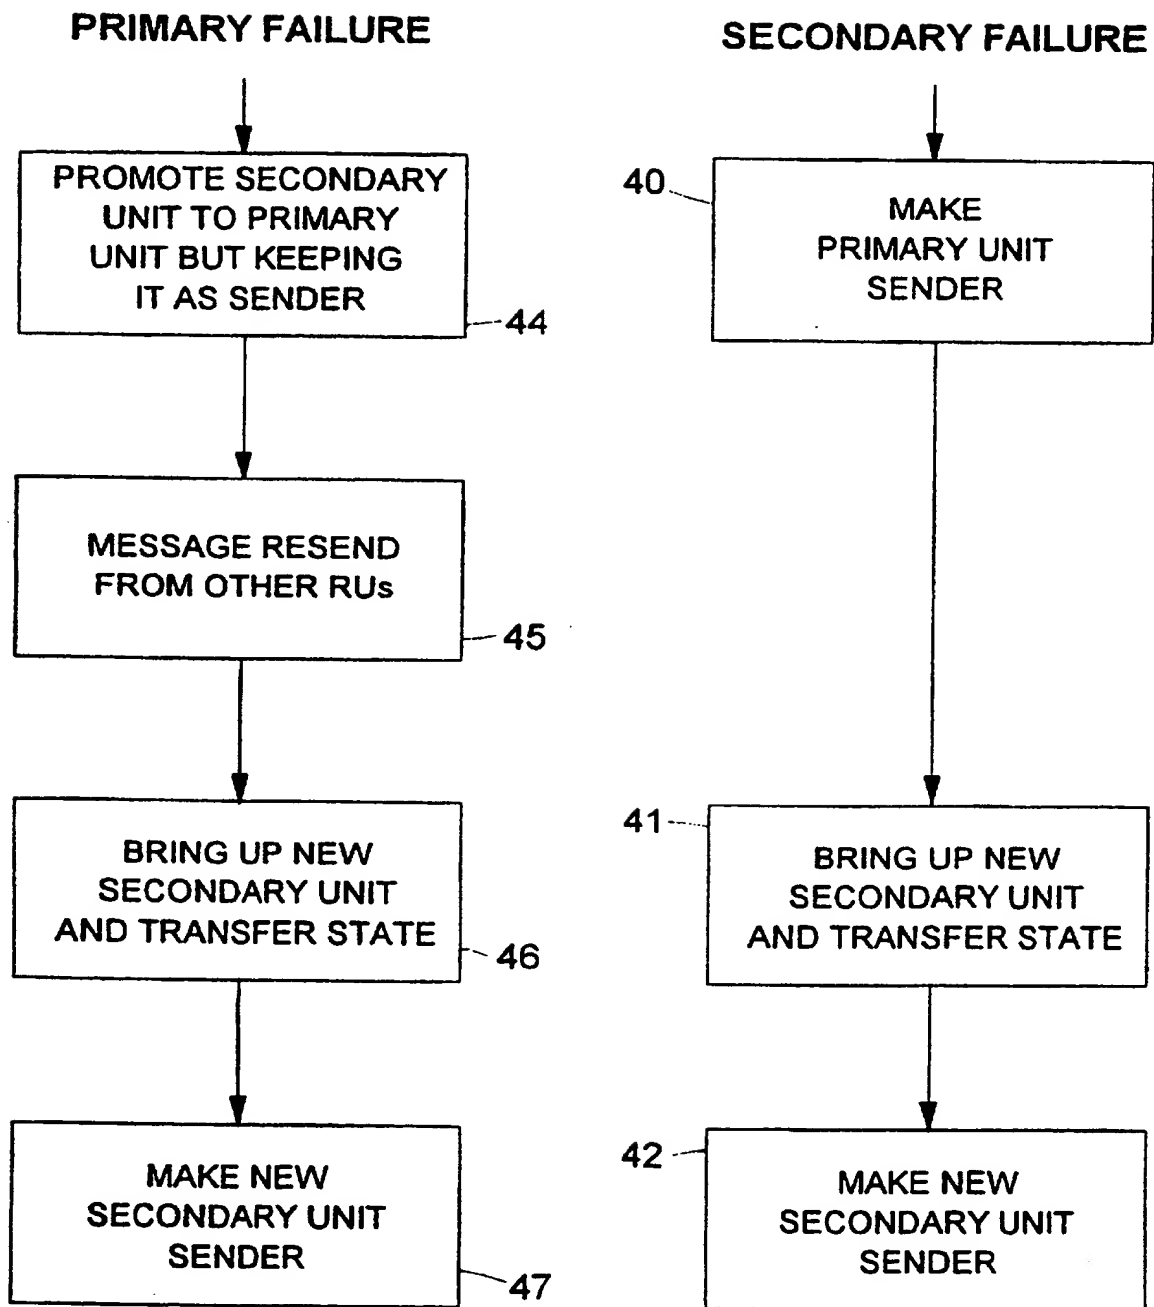 PRIMARY FAILURE
PROMOTE SECONDARY
UNIT TO PRIMARY
UNIT BUT KEEPING
IT AS SENDER
44
MESSAGE RESEND
FROM OTHER RUs
45
BRING UP NEW
SECONDARY UNIT
AND TRANSFER STATE
46
MAKE NEW
SECONDARY UNIT
SENDER
47
SECONDARY FAILURE
40
MAKE
PRIMARY UNIT
SENDER
41
BRING UP NEW
SECONDARY UNIT
AND TRANSFER STATE
42
MAKE NEW
SECONDARY UNIT
SENDER